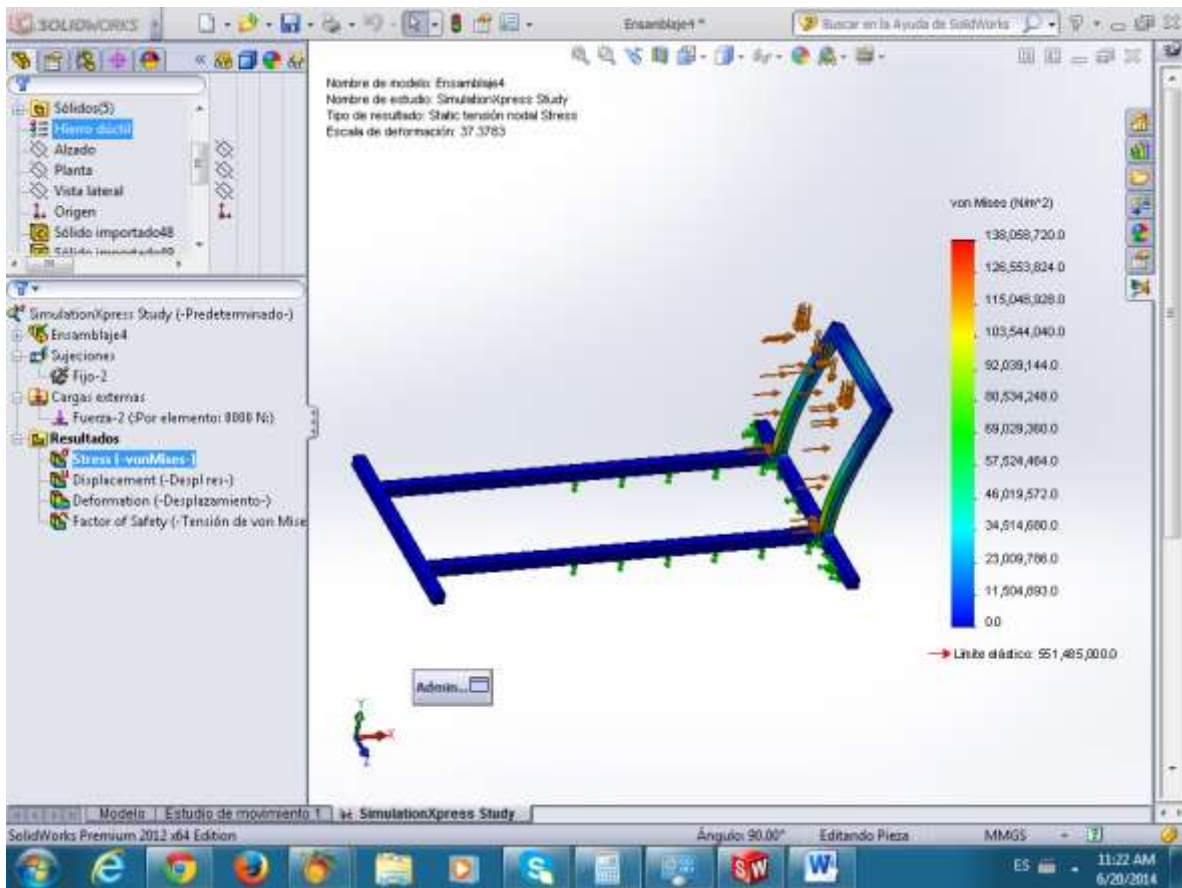 SOLIDWORKS
Ensamblaje4 *
Buscar en la Ayuda de SolidWorks
Sólidos(5)
Hierro dúctil
Alzado
Planta
Vista lateral
Origen
Sólido importado48
Sólido importado49
SimulationXpress Study (-Predeterminado-)
Ensamblaje4
Sujeciones
Fijo-2
Cargas externas
Fuerza-2 (:Por elemento: 8000 N:)
Resultados
Stress (-vonMises-)
Displacement (-Despl res-)
Deformation (-Desplazamiento-)
Factor of Safety (-Tensión de von Mise
Nombre de modelo: Ensamblaje4
Nombre de estudio: SimulationXpress Study
Tipo de resultado: Static tensión nodal Stress
Escala de deformación: 37.3783
von Mises (N/m^2)
138,058,720.0
126,553,824.0
115,048,928.0
103,544,040.0
92,039,144.0
80,534,248.0
69,029,360.0
57,524,464.0
46,019,572.0
34,514,680.0
23,009,786.0
11,504,893.0
0.0
Límite elástico: 551,485,000.0
Admin...
Y
X
Z
Modelo
Estudio de movimiento 1
SimulationXpress Study
SolidWorks Premium 2012 x64 Edition
Ángulo: 90.00°
Editando Pieza
MMGS
ES
11:22 AM
6/20/2014